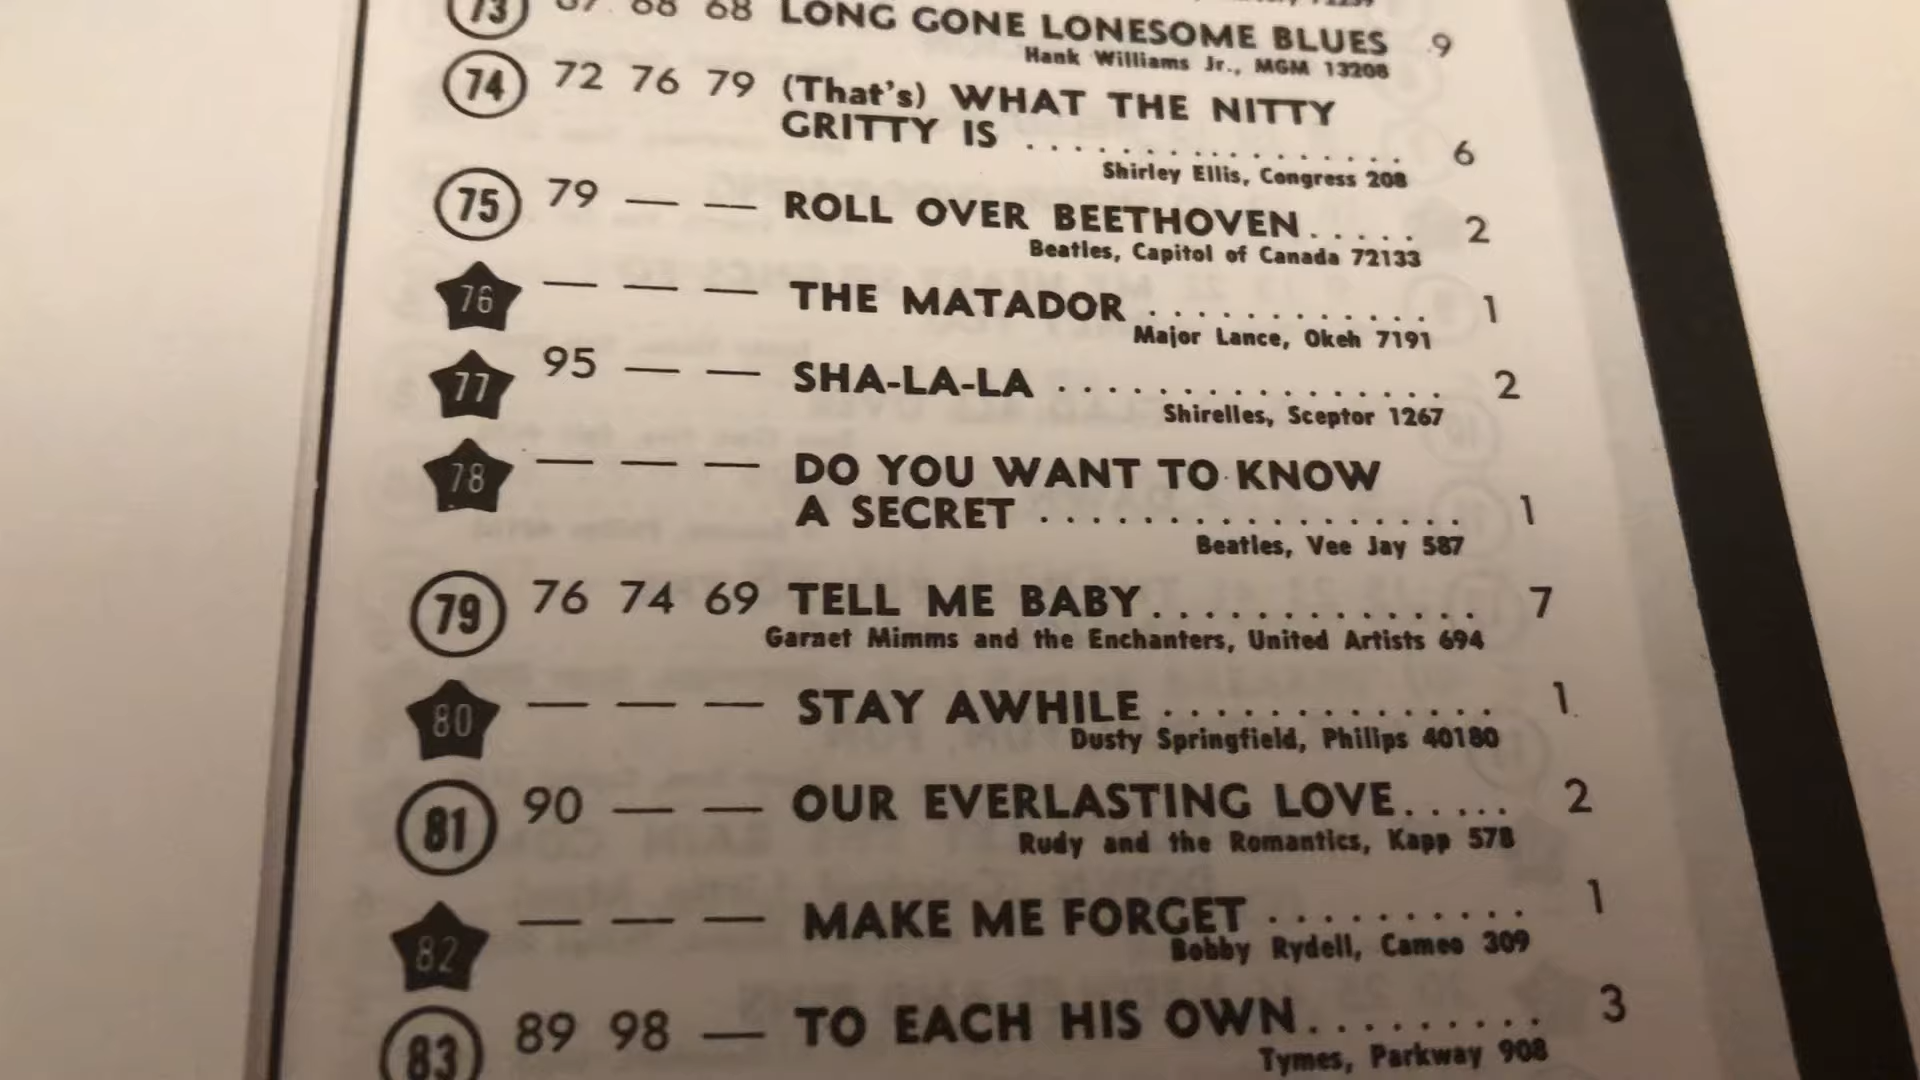 73 67 68 68 LONG GONE LONESOME BLUES 9
Hank Williams Jr., MGM 13208
74 72 76 79 (That's) WHAT THE NITTY
GRITTY IS . . . . . . . . . . . . . . . . 6
Shirley Ellis, Congress 208
75 79 — — ROLL OVER BEETHOVEN. . . . . 2
Beatles, Capitol of Canada 72133
76 — — — THE MATADOR . . . . . . . . . . . . 1
Major Lance, Okeh 7191
77 95 — — SHA-LA-LA . . . . . . . . . . . . . . . . 2
Shirelles, Sceptor 1267
78 — — — DO YOU WANT TO KNOW
A SECRET . . . . . . . . . . . . . . . . . 1
Beatles, Vee Jay 587
79 76 74 69 TELL ME BABY. . . . . . . . . . . . . 7
Garnet Mimms and the Enchanters, United Artists 694
80 — — — STAY AWHILE . . . . . . . . . . . . . 1
Dusty Springfield, Philips 40180
81 90 — — OUR EVERLASTING LOVE. . . . . 2
Rudy and the Romantics, Kapp 578
82 — — — MAKE ME FORGET . . . . . . . . . . 1
Bobby Rydell, Cameo 309
83 89 98 — TO EACH HIS OWN. . . . . . . . . 3
Tymes, Parkway 908